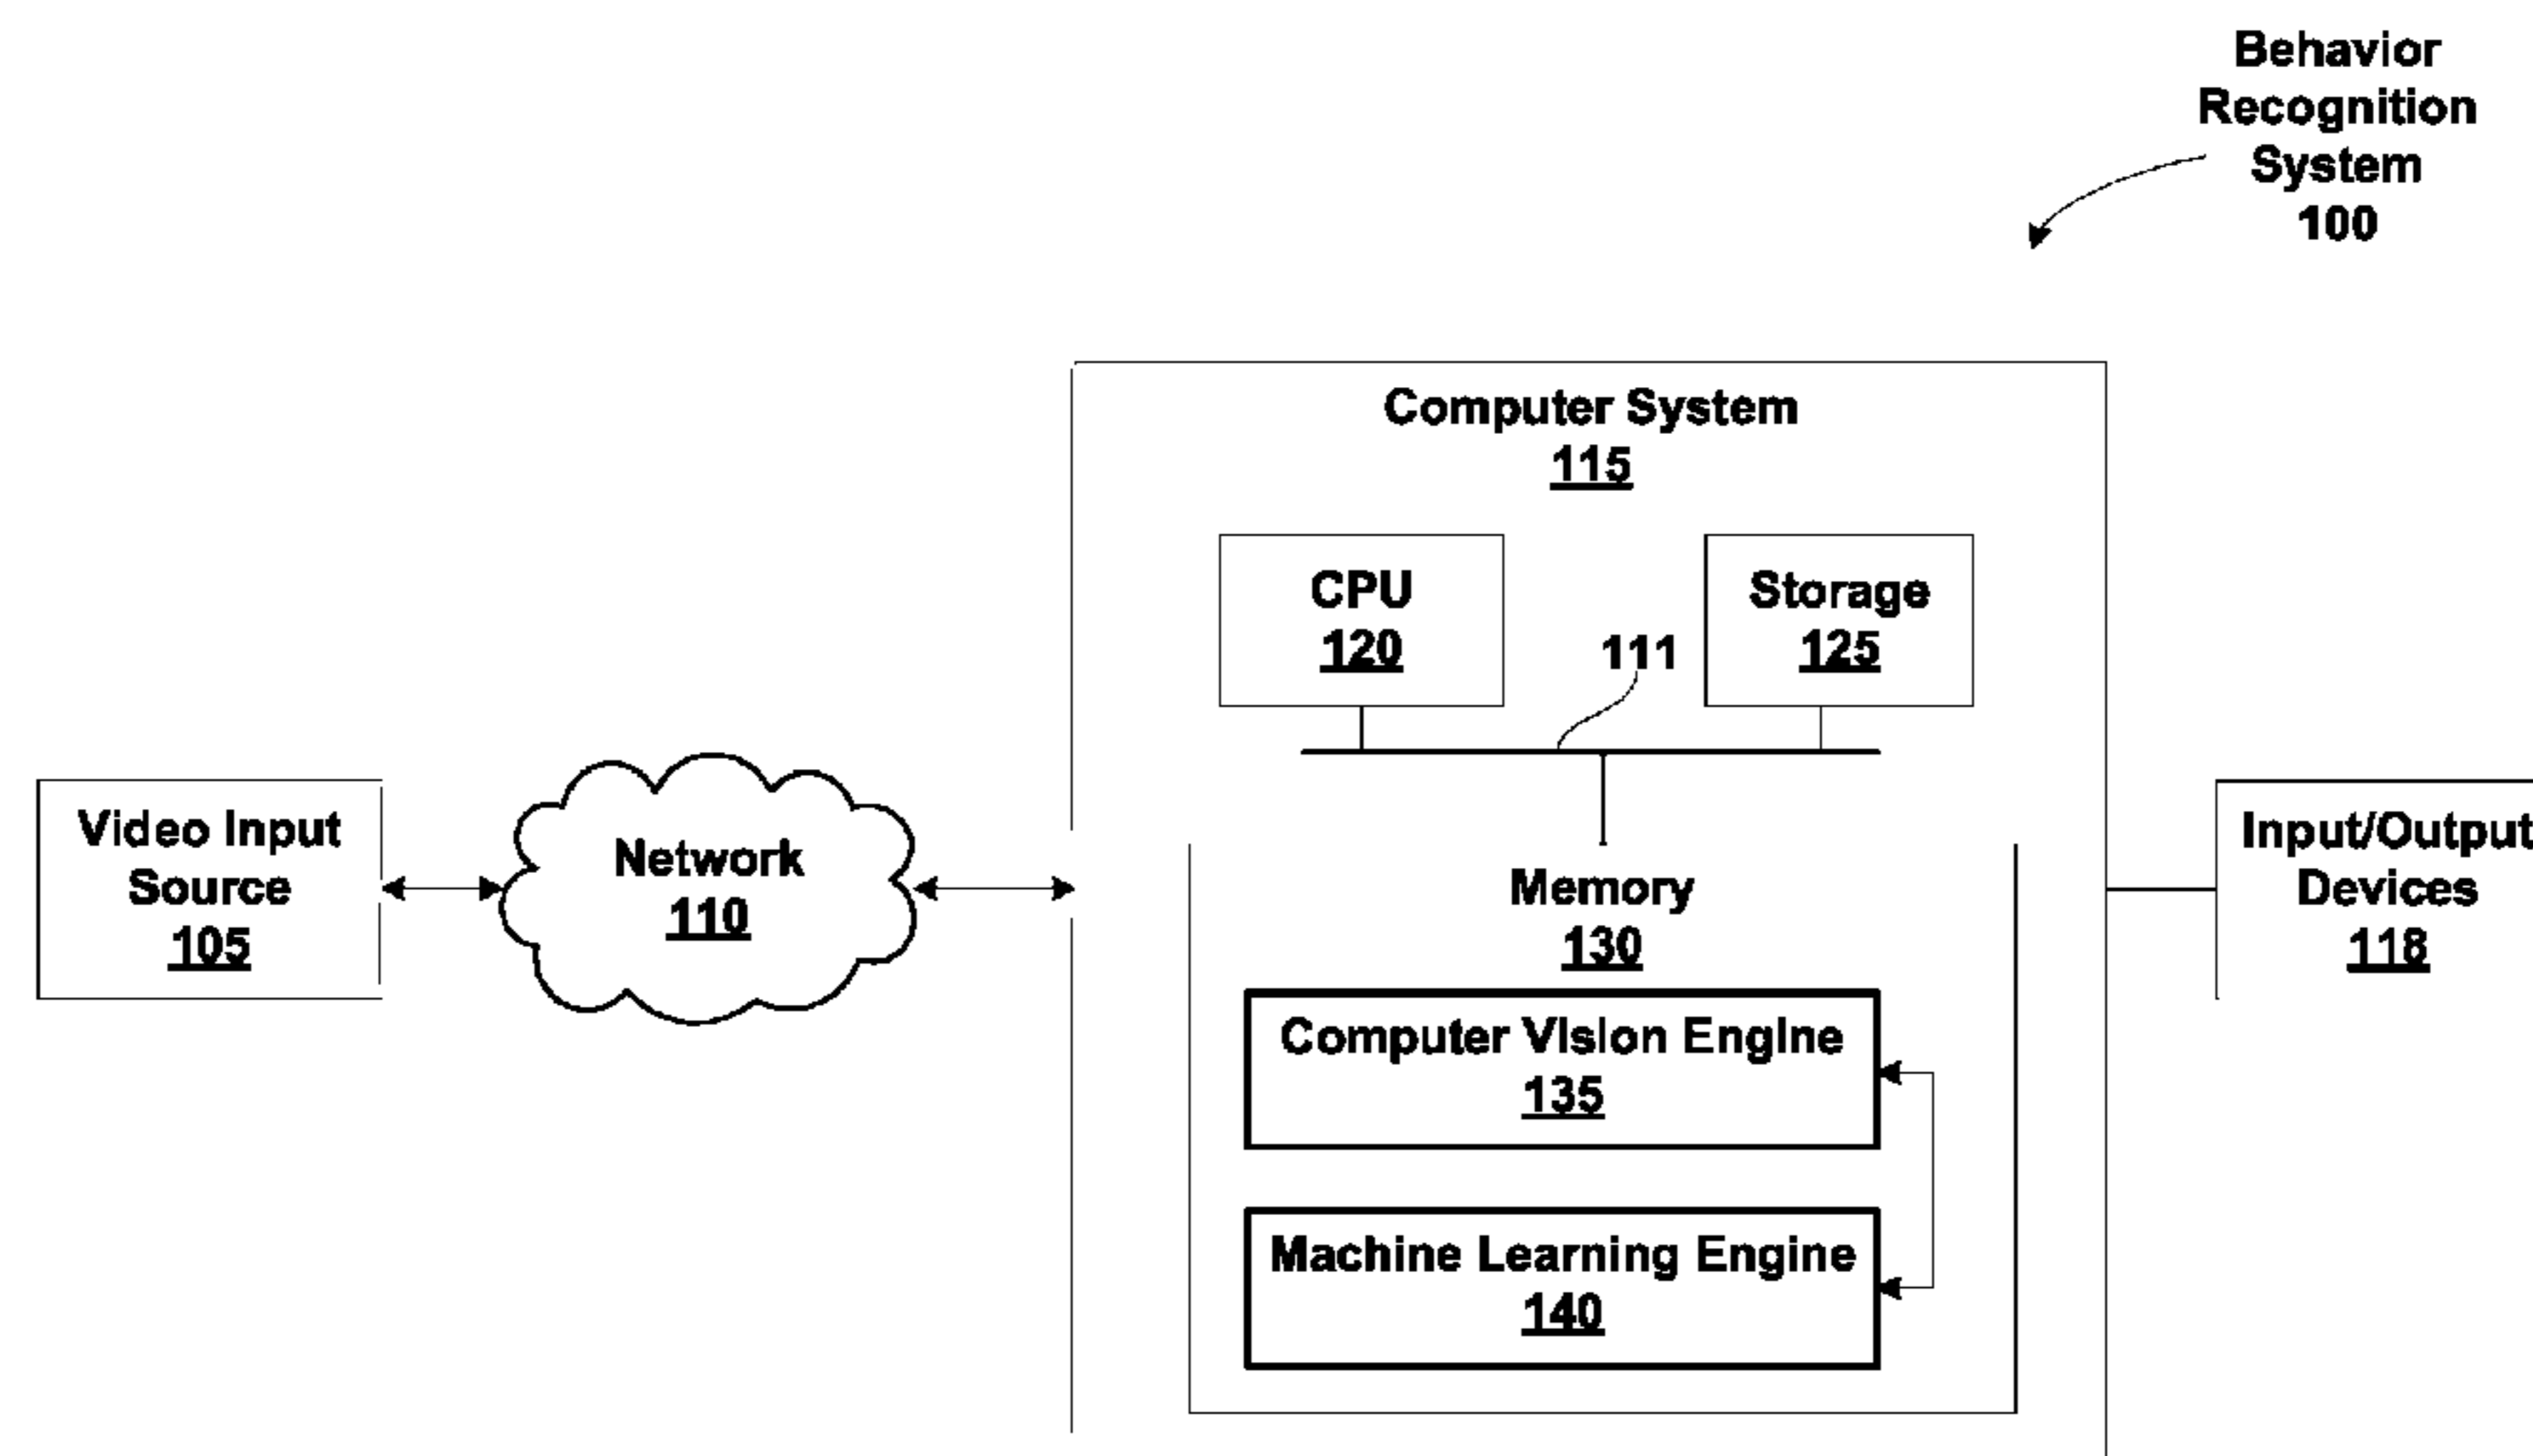 Behavior
Recognition
System
100
Computer System
115
CPU
120
Storage
125
111
Video Input
Source
105
Network
110
Memory
130
Input/Output
Devices
118
Computer Vision Engine
135
Machine Learning Engine
140